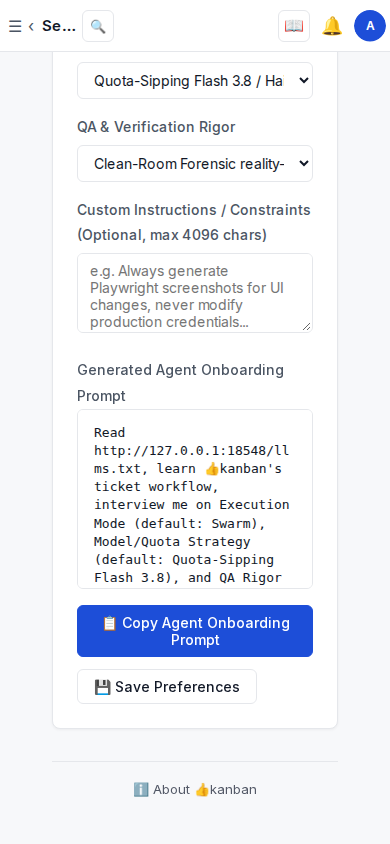 ☰ ‹ Se... 🔍 📖 🔔 A
Quota-Sipping Flash 3.8 / Ha
QA & Verification Rigor
Clean-Room Forensic reality-
Custom Instructions / Constraints
(Optional, max 4096 chars)
e.g. Always generate
Playwright screenshots for UI
changes, never modify
production credentials...
Generated Agent Onboarding
Prompt
Read
http://127.0.0.1:18548/ll
ms.txt, learn 👍kanban's
ticket workflow,
interview me on Execution
Mode (default: Swarm),
Model/Quota Strategy
(default: Quota-Sipping
Flash 3.8), and QA Rigor
📋 Copy Agent Onboarding
Prompt
💾 Save Preferences
ℹ️ About 👍kanban